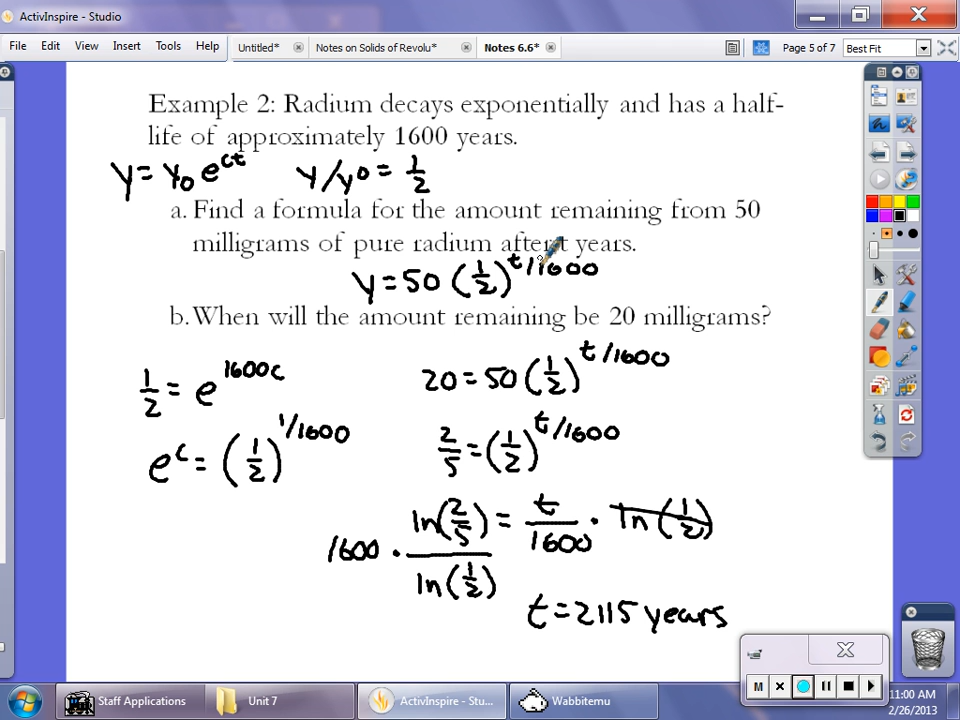 ActivInspire - Studio
File Edit View Insert Tools Help Untitled* Notes on Solids of Revolu* Notes 6.6* Page 5 of 7 Best Fit
Example 2: Radium decays exponentially and has a half-
life of approximately 1600 years.
y = y₀ e^ct y/y0 = 1/2
a. Find a formula for the amount remaining from 50
milligrams of pure radium after t years.
y = 50 (1/2)^t/1600
b. When will the amount remaining be 20 milligrams?
1/2 = e^1600c
e^c = (1/2)^1/1600
20 = 50 (1/2)^t/1600
2/5 = (1/2)^t/1600
ln(2/5) = t/1600 · ln(1/2)
1600 · ln(2/5)/ln(1/2)
t = 2115 years
M
Staff Applications Unit 7 ActivInspire - Stu... Wabbitemu 11:00 AM
2/26/2013